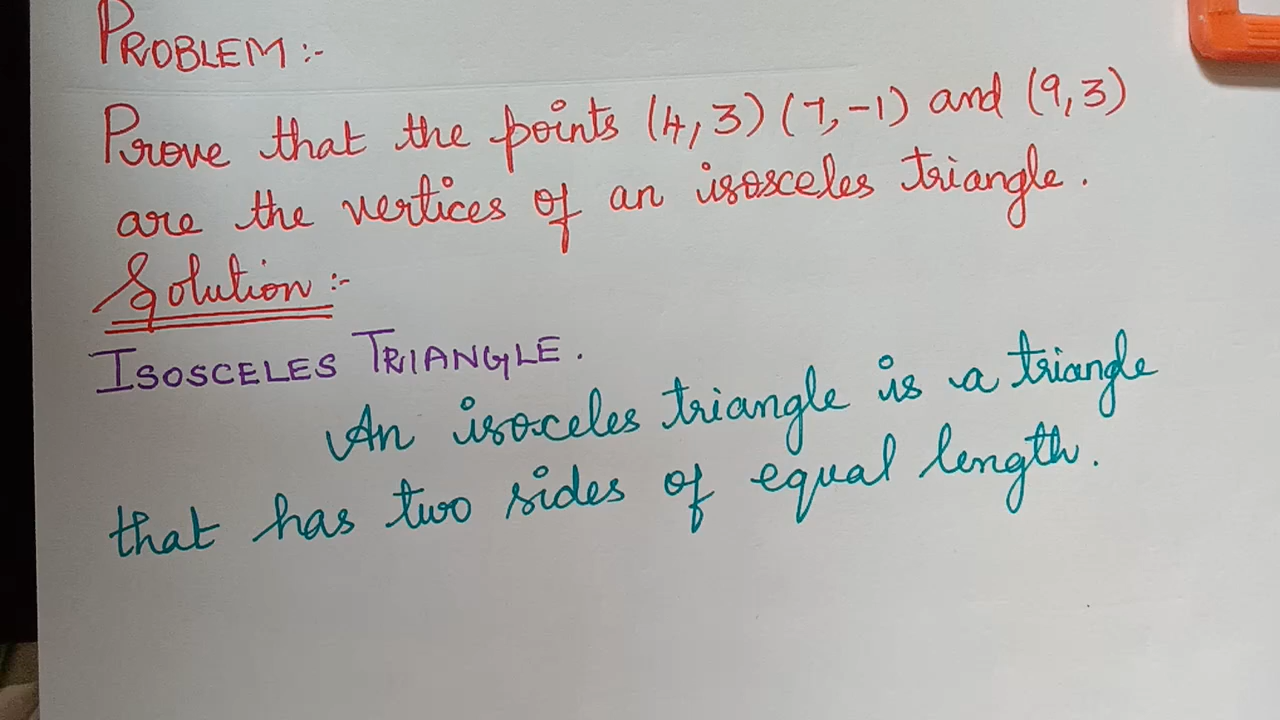 PROBLEM :-
Prove that the points (4,3) (7,-1) and (9,3)
are the vertices of an isosceles triangle.
Solution :-
ISOSCELES TRIANGLE.
An isoceles triangle is a triangle
that has two sides of equal length.